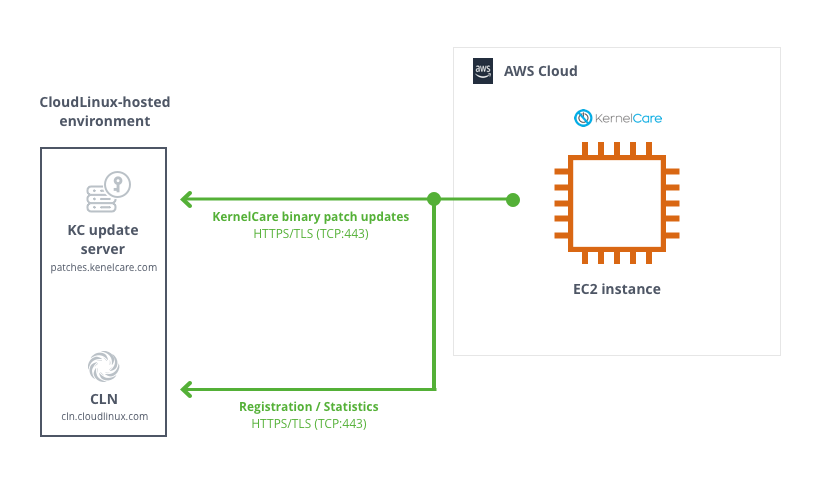 CloudLinux-hosted
environment
KC update
server
patches.kenelcare.com
CLN
cln.cloudlinux.com
KernelCare binary patch updates
HTTPS/TLS (TCP:443)
Registration / Statistics
HTTPS/TLS (TCP:443)
aws
AWS Cloud
KernelCare
EC2 instance